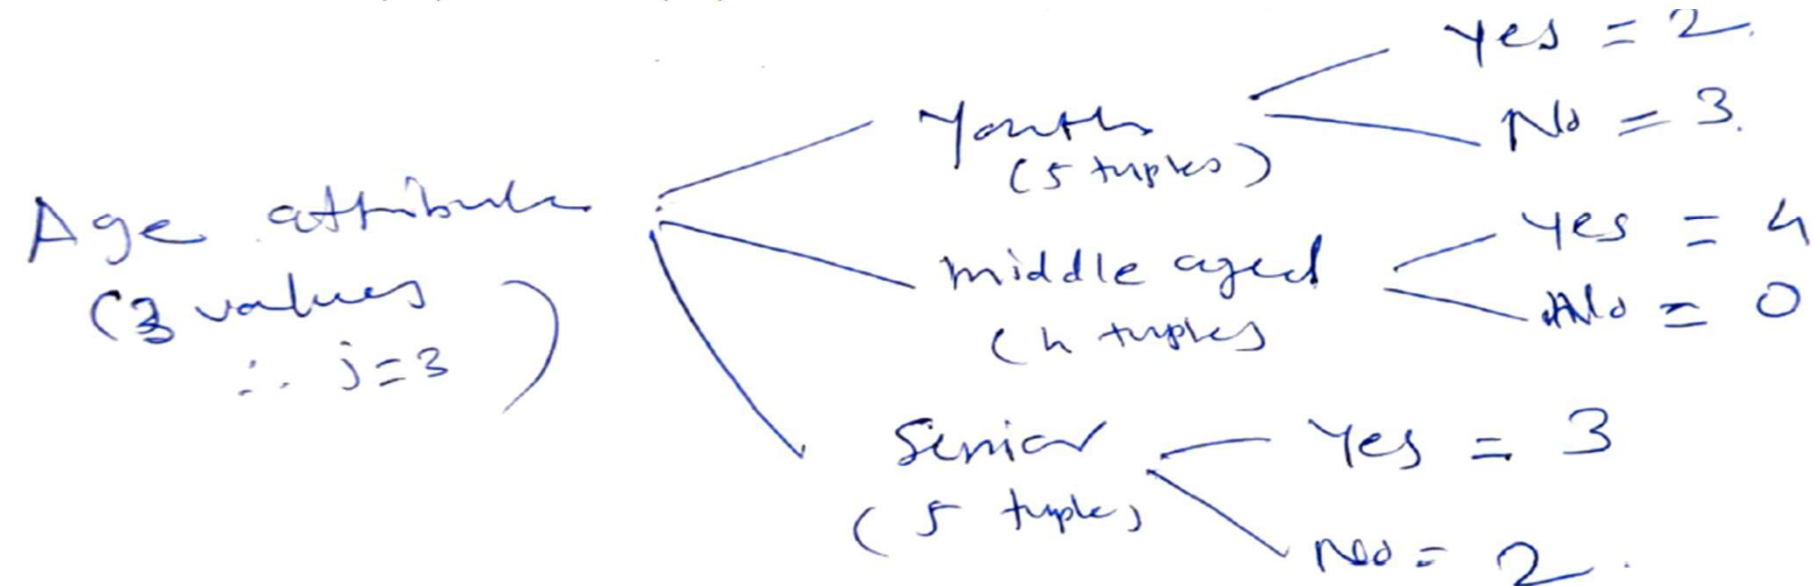 Yes = 2.
No = 3.
Youth
(5 tuples)
Age attribute
(3 values
∴ j=3)
Yes = 4
middle aged
No = 0
(4 tuples
Senior
Yes = 3
(5 tuples)
No = 2.